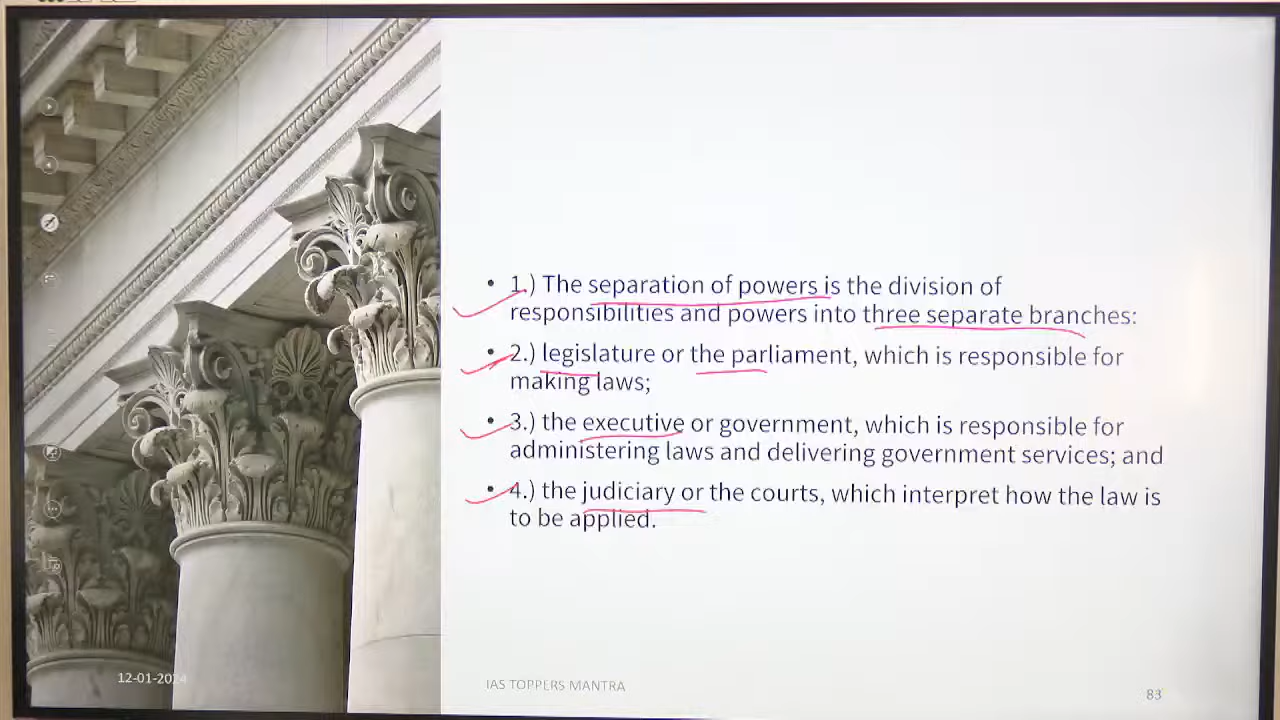 • 1.) The separation of powers is the division of
responsibilities and powers into three separate branches:
• 2.) legislature or the parliament, which is responsible for
making laws;
• 3.) the executive or government, which is responsible for
administering laws and delivering government services; and
• 4.) the judiciary or the courts, which interpret how the law is
to be applied.
12-01-2024
IAS TOPPERS MANTRA
83